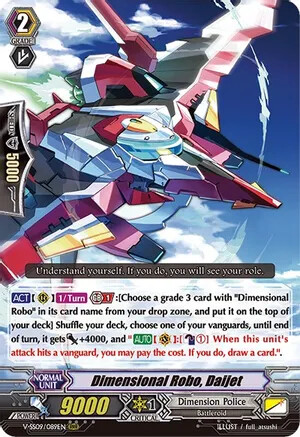 2
GRADE
SHIELD
5000
Understand yourself. If you do, you will see your role.
ACT 1/Turn 1 :[Choose a grade 3 card with "Dimensional
Robo" in its card name from your drop zone, and put it on the top of
your deck] Shuffle your deck, choose one of your vanguards, until end
of turn, it gets +4000, and " AUTO [ 1] When this unit's
attack hits a vanguard, you may pay the cost. If you do, draw a card.".
NORMAL UNIT
Dimensional Robo, Daljet
POWER
9000
1
CRITICAL
Dimension Police
Battleroid
V-SS09/089EN RRR
ILLUST / full_atsushi